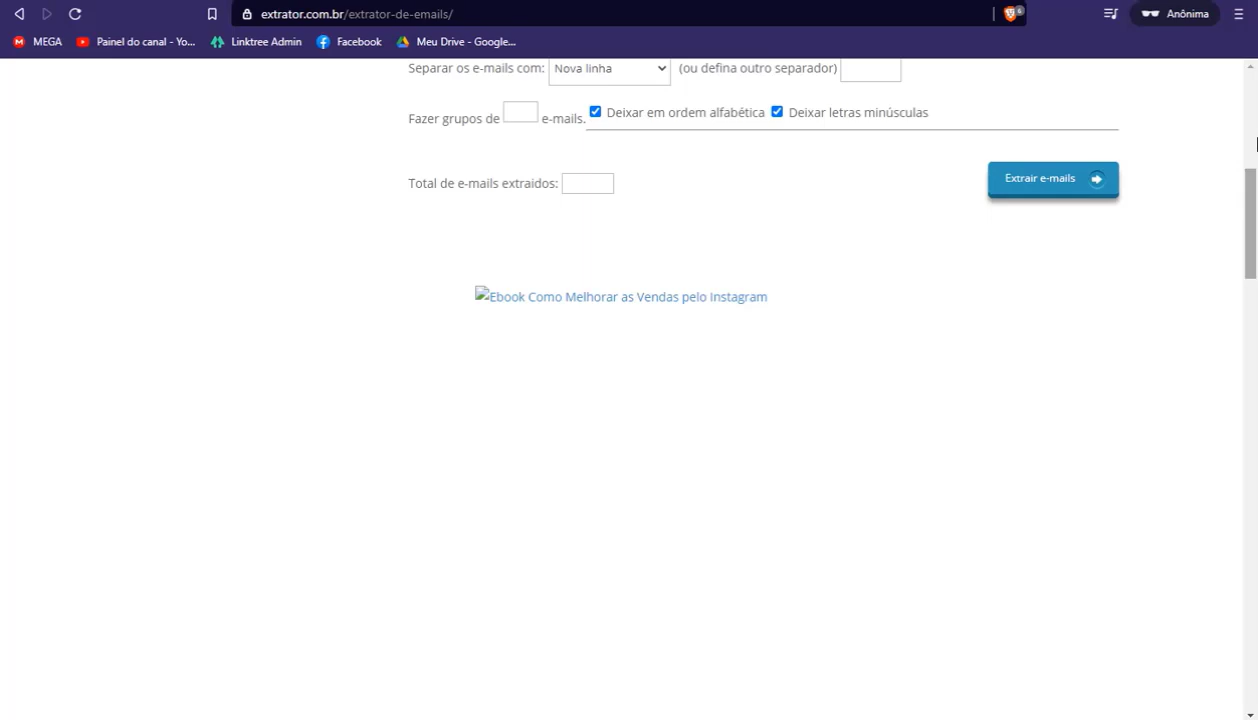 extrator.com.br/extrator-de-emails/
6
Anônima
MEGA
Painel do canal - Yo...
Linktree Admin
Facebook
Meu Drive - Google...
Separar os e-mails com: Nova linha (ou defina outro separador)
Fazer grupos de e-mails. Deixar em ordem alfabética Deixar letras minúsculas
Total de e-mails extraidos:
Extrair e-mails
Ebook Como Melhorar as Vendas pelo Instagram